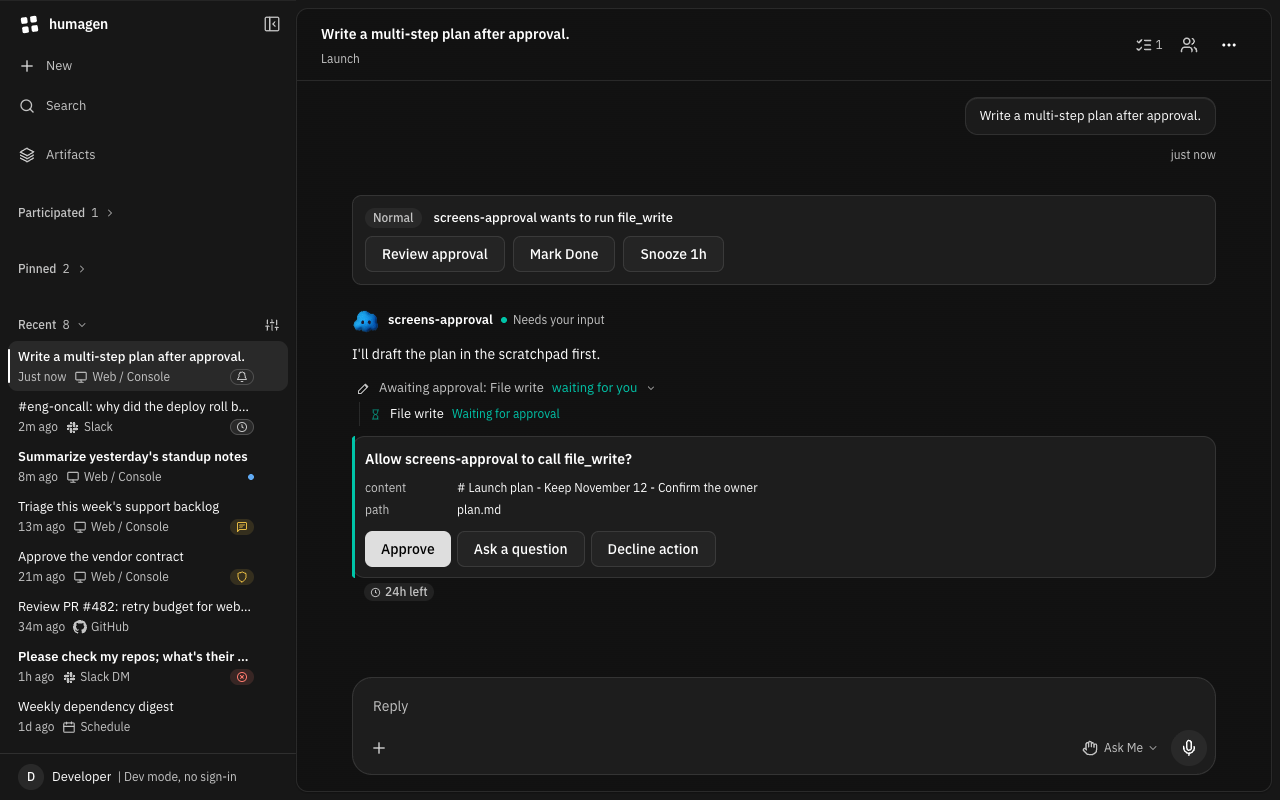 humagen
New
Search
Artifacts
Participated 1
Pinned 2
Recent 8
Write a multi-step plan after approval.
Just now Web / Console
#eng-oncall: why did the deploy roll b...
2m ago Slack
Summarize yesterday's standup notes
8m ago Web / Console
Triage this week's support backlog
13m ago Web / Console
Approve the vendor contract
21m ago Web / Console
Review PR #482: retry budget for web...
34m ago GitHub
Please check my repos; what's their ...
1h ago Slack DM
Weekly dependency digest
1d ago Schedule
D Developer | Dev mode, no sign-in
Write a multi-step plan after approval.
Launch
1
Write a multi-step plan after approval.
just now
Normal screens-approval wants to run file_write
Review approval Mark Done Snooze 1h
screens-approval Needs your input
I'll draft the plan in the scratchpad first.
Awaiting approval: File write waiting for you
File write Waiting for approval
Allow screens-approval to call file_write?
content # Launch plan - Keep November 12 - Confirm the owner
path plan.md
Approve Ask a question Decline action
24h left
Reply
Ask Me